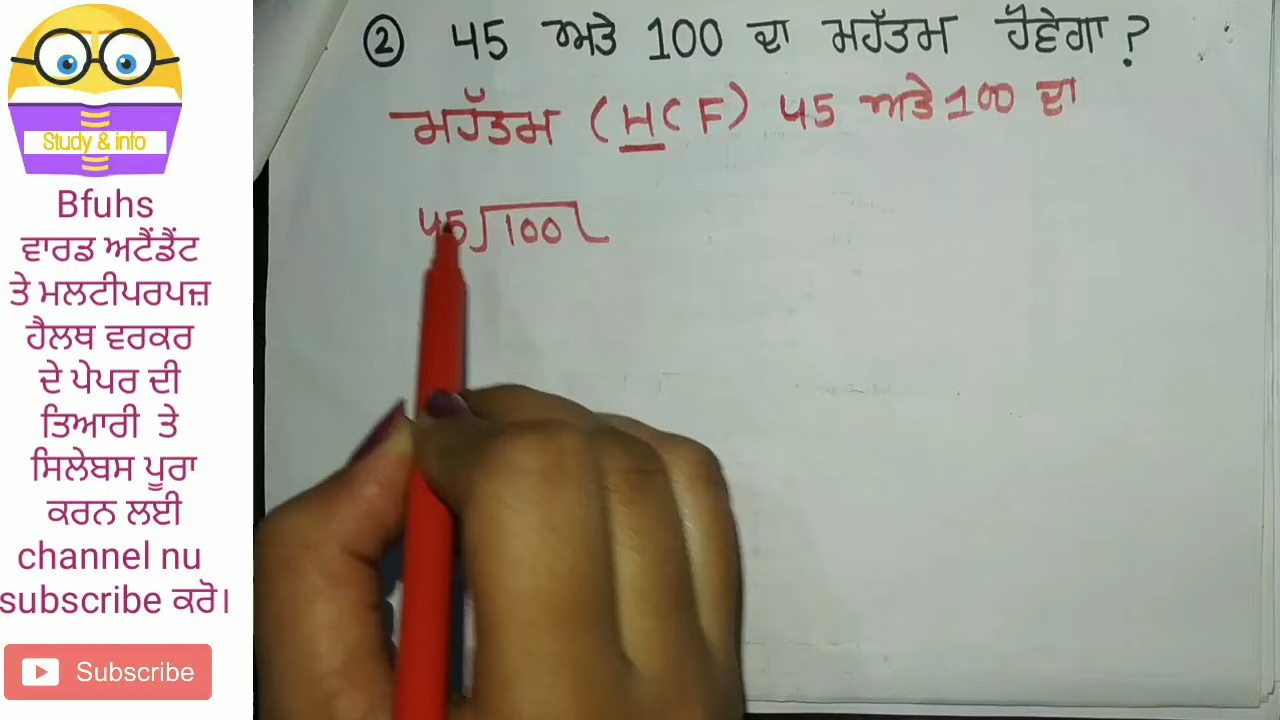 ② 45 ਅਤੇ 100 ਦਾ ਮਹੱਤਮ ਹੋਵੇਗਾ?
ਮਹੱਤਮ (HCF) 45 ਅਤੇ 100 ਦਾ
45 100
Study & info
Bfuhs
ਵਾਰਡ ਅਟੈਂਡੈਂਟ
ਤੇ ਮਲਟੀਪਰਪਜ਼
ਹੈਲਥ ਵਰਕਰ
ਦੇ ਪੇਪਰ ਦੀ
ਤਿਆਰੀ ਤੇ
ਸਿਲੇਬਸ ਪੂਰਾ
ਕਰਨ ਲਈ
channel nu
subscribe ਕਰੋ।
Subscribe